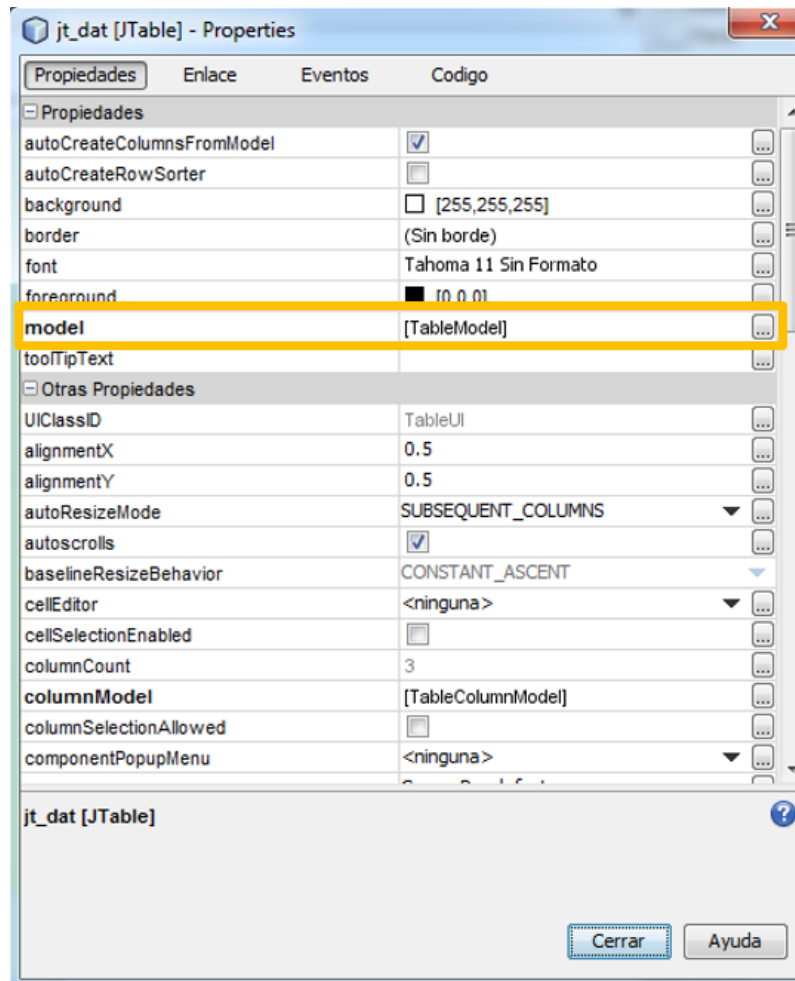 jt_dat [JTable] - Properties
Propiedades Enlace Eventos Codigo
Propiedades
autoCreateColumnsFromModel ...
autoCreateRowSorter ...
background [255,255,255] ...
border (Sin borde) ...
font Tahoma 11 Sin Formato ...
foreground [0,0,0] ...
model [TableModel] ...
toolTipText ...
Otras Propiedades
UIClassID TableUI ...
alignmentX 0.5 ...
alignmentY 0.5 ...
autoResizeMode SUBSEQUENT_COLUMNS ...
autoscrolls ...
baselineResizeBehavior CONSTANT_ASCENT
cellEditor <ninguna> ...
cellSelectionEnabled ...
columnCount 3 ...
columnModel [TableColumnModel] ...
columnSelectionAllowed ...
componentPopupMenu <ninguna> ...
jt_dat [JTable] ?
Cerrar Ayuda